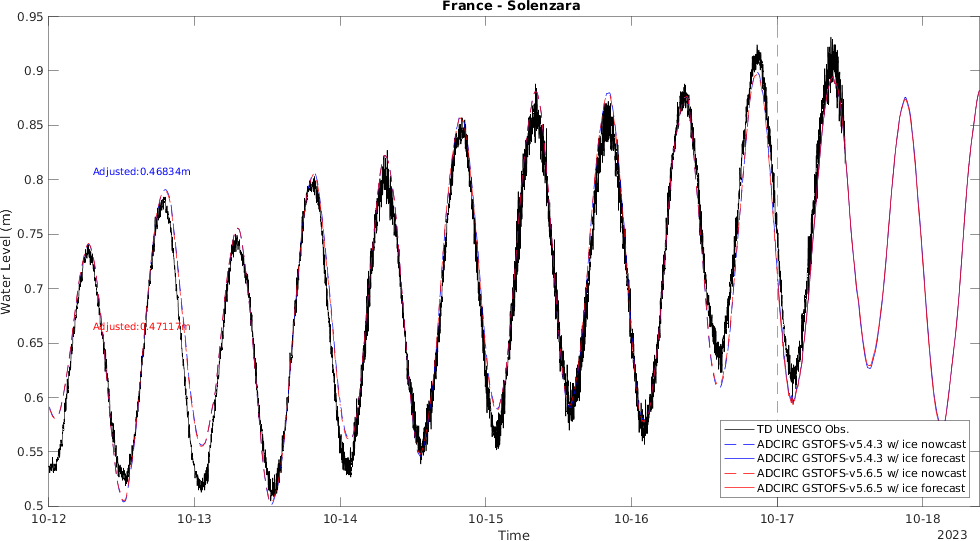 France - Solenzara
0.95
0.9
0.85
0.8
0.75
0.7
0.65
0.6
0.55
0.5
Water Level (m)
Adjusted:0.46834m
Adjusted:0.47117m
TD UNESCO Obs.
ADCIRC GSTOFS-v5.4.3 w/ ice nowcast
ADCIRC GSTOFS-v5.4.3 w/ ice forecast
ADCIRC GSTOFS-v5.6.5 w/ ice nowcast
ADCIRC GSTOFS-v5.6.5 w/ ice forecast
10-12 10-13 10-14 10-15 10-16 10-17 10-18
Time
2023